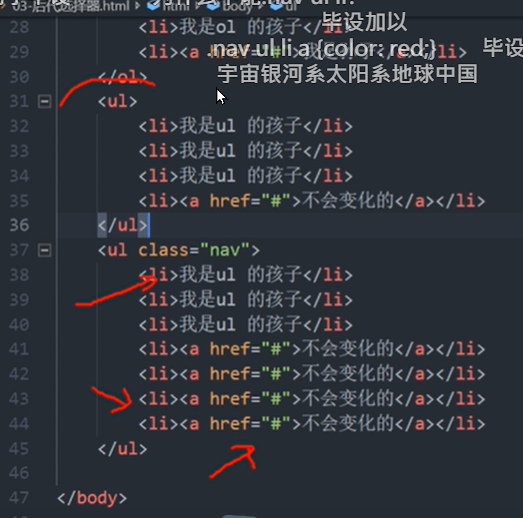 03-后代选择器.html
毕设加以
28 <li>我是ol 的孩子</li>
nav ul li a {color: red;} 毕设
29 <li><a href="#">我是孩子</a></li>
宇宙银河系太阳系地球中国
30 </ol>
31 <ul>
32 <li>我是ul 的孩子</li>
33 <li>我是ul 的孩子</li>
34 <li>我是ul 的孩子</li>
35 <li><a href="#">不会变化的</a></li>
36 </ul>
37 <ul class="nav">
38 <li>我是ul 的孩子</li>
39 <li>我是ul 的孩子</li>
40 <li>我是ul 的孩子</li>
41 <li><a href="#">不会变化的</a></li>
42 <li><a href="#">不会变化的</a></li>
43 <li><a href="#">不会变化的</a></li>
44 <li><a href="#">不会变化的</a></li>
45 </ul>
46
47 </body>